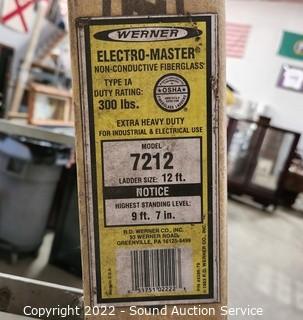 WERNER
ELECTRO-MASTER®
NON-CONDUCTIVE FIBERGLASS
TYPE IA
DUTY RATING:
300 lbs.
OSHA
EXTRA HEAVY DUTY
FOR INDUSTRIAL & ELECTRICAL USE
MODEL
7212
LADDER SIZE: 12 ft.
NOTICE
HIGHEST STANDING LEVEL:
9 ft. 7 in.
R.D. WERNER CO., INC.
93 WERNER ROAD,
GREENVILLE, PA 16125-9499
Copyright 2022 - Sound Auction Service